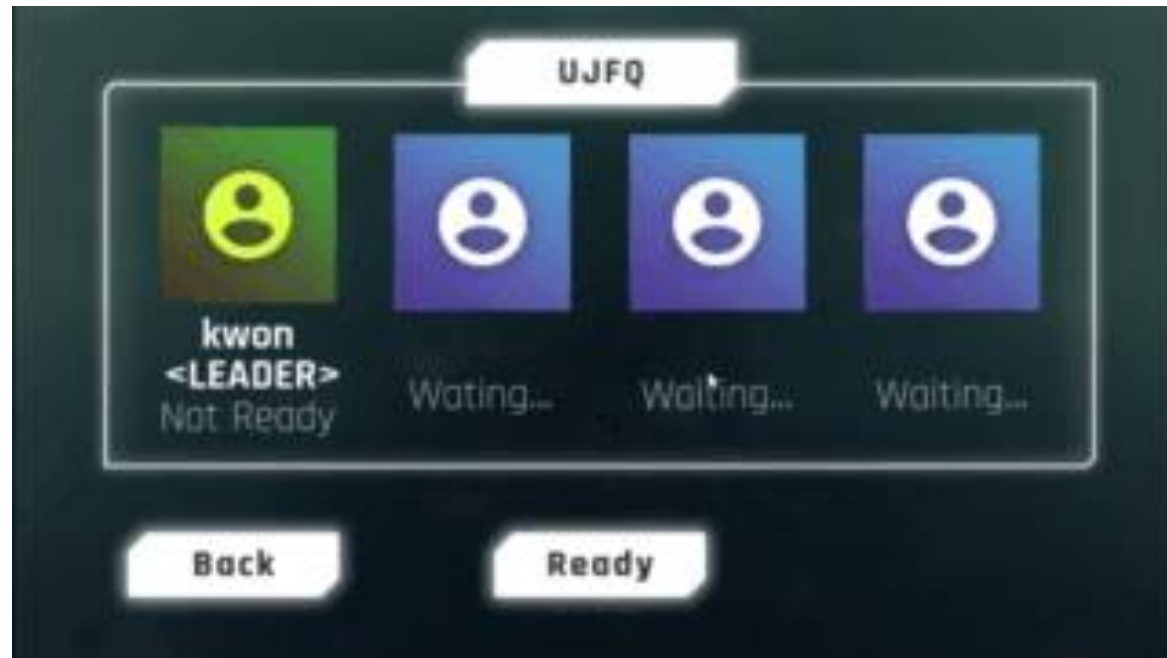 UJFQ
kwon
<LEADER>
Not Ready
Wating...
Waiting...
Waiting...
Back
Ready